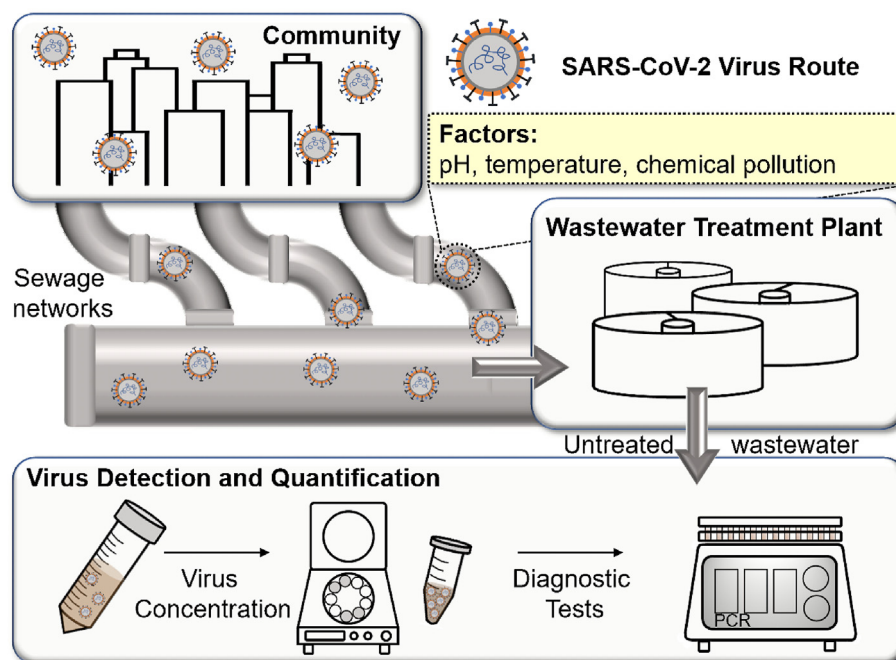 Community
SARS-CoV-2 Virus Route
Factors:
pH, temperature, chemical pollution
Wastewater Treatment Plant
Sewage
networks
Untreated wastewater
Virus Detection and Quantification
Virus
Concentration
Diagnostic
Tests
PCR